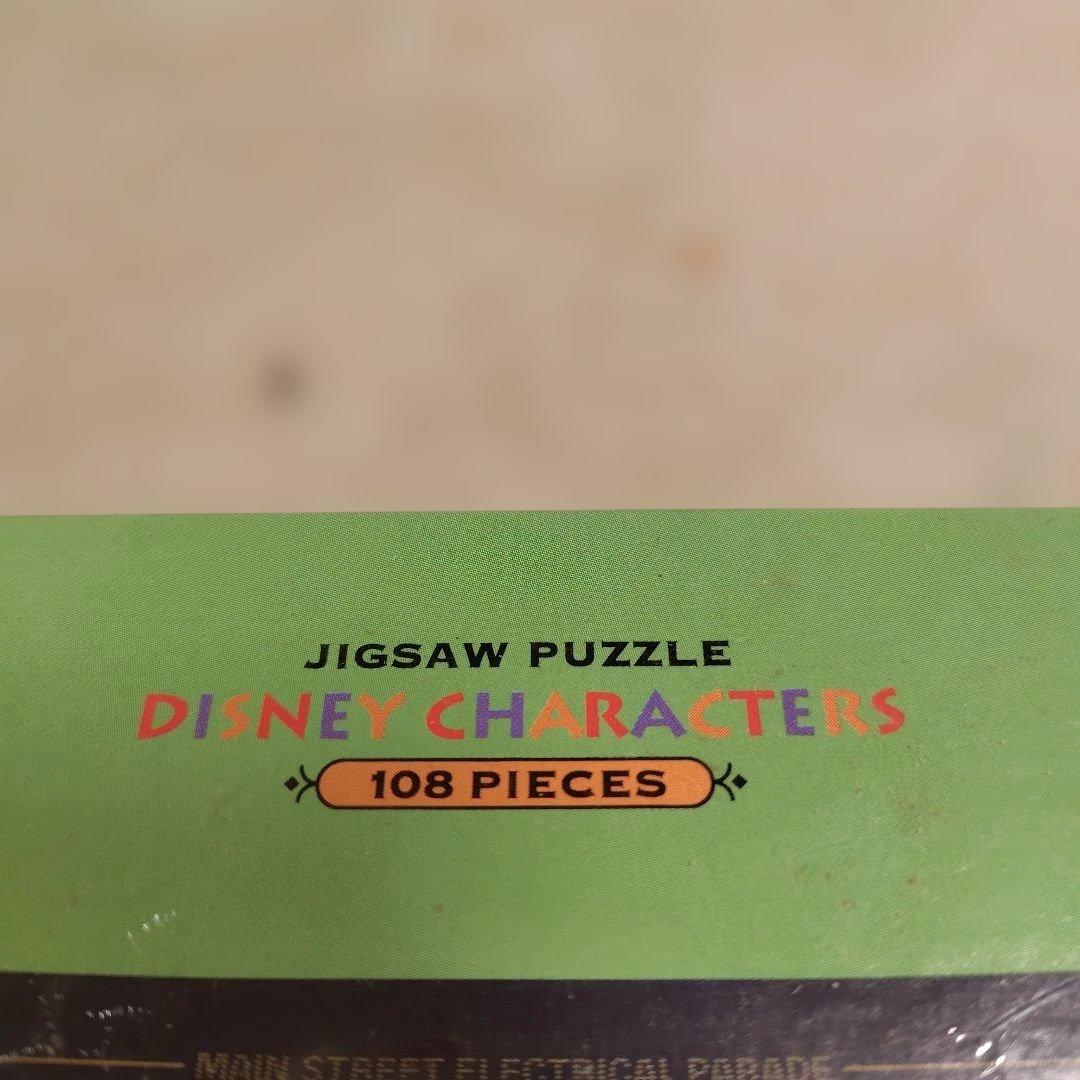 JIGSAW PUZZLE
DISNEY CHARACTERS
108 PIECES
MAIN STREET ELECTRICAL PARADE